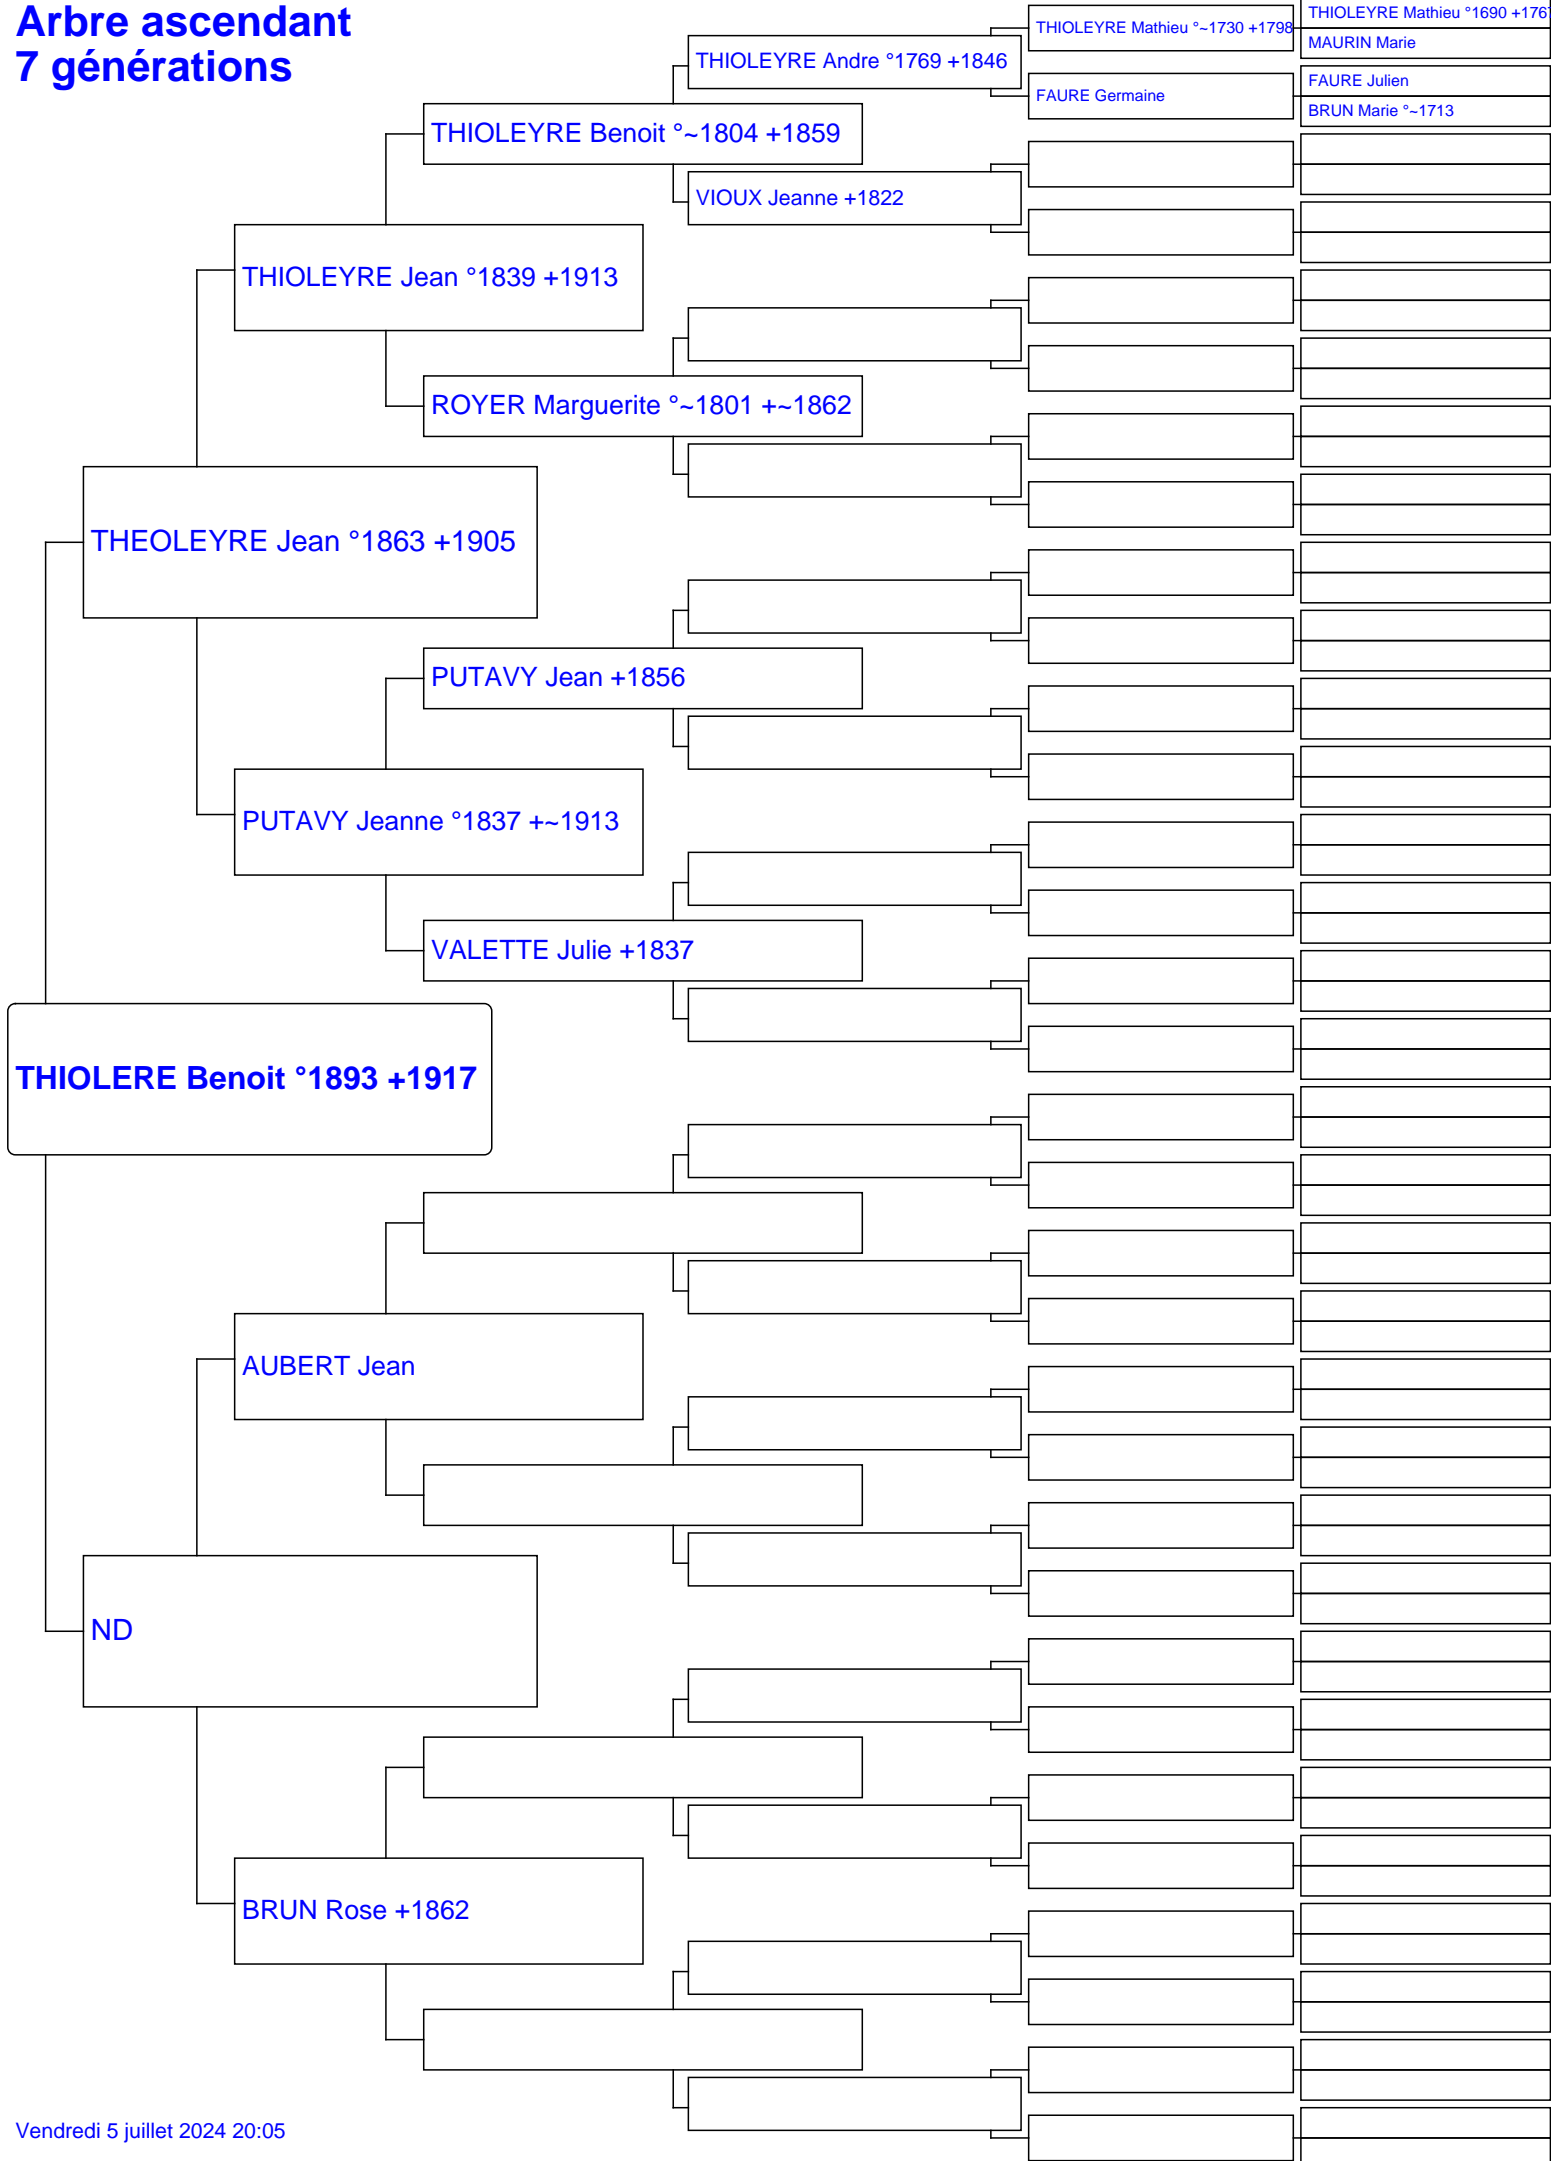 Arbre ascendant
7 générations
THIOLEYRE Mathieu °1690 +176
THIOLEYRE Mathieu °~1730 +1798
MAURIN Marie
THIOLEYRE Andre °1769 +1846
FAURE Julien
FAURE Germaine
BRUN Marie °~1713
THIOLEYRE Benoit °~1804 +1859
VIOUX Jeanne +1822
THIOLEYRE Jean °1839 +1913
ROYER Marguerite °~1801 +~1862
THEOLEYRE Jean °1863 +1905
PUTAVY Jean +1856
PUTAVY Jeanne °1837 +~1913
VALETTE Julie +1837
THIOLERE Benoit °1893 +1917
AUBERT Jean
ND
BRUN Rose +1862
Vendredi 5 juillet 2024 20:05